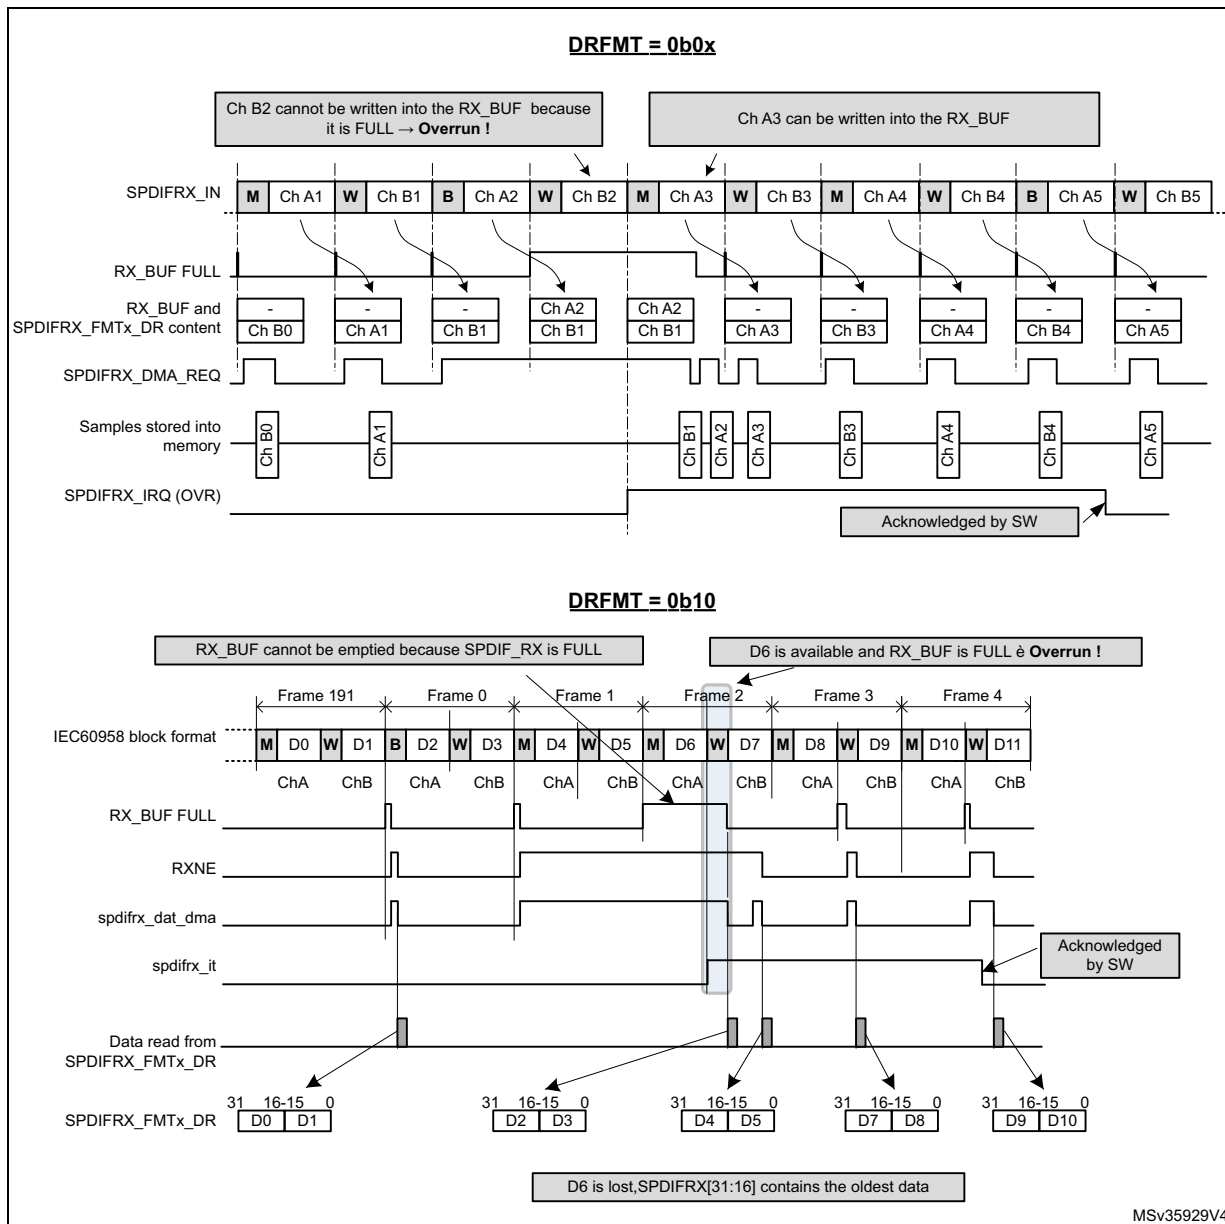 DRFMT = 0b0x
Ch B2 cannot be written into the RX_BUF because
it is FULL → Overrun !
Ch A3 can be written into the RX_BUF
SPDIFRX_IN
M Ch A1 W Ch B1 B Ch A2 W Ch B2 M Ch A3 W Ch B3 M Ch A4 W Ch B4 B Ch A5 W Ch B5
RX_BUF FULL
RX_BUF and
SPDIFRX_FMTx_DR content
- - - Ch A2 Ch A2 - - - - -
Ch B0 Ch A1 Ch B1 Ch B1 Ch B1 Ch A3 Ch B3 Ch A4 Ch B4 Ch A5
SPDIFRX_DMA_REQ
Samples stored into
memory
Ch B0 Ch A1 Ch B1 Ch A2 Ch A3 Ch B3 Ch A4 Ch B4 Ch A5
SPDIFRX_IRQ (OVR)
Acknowledged by SW
DRFMT = 0b10
RX_BUF cannot be emptied because SPDIF_RX is FULL
D6 is available and RX_BUF is FULL è Overrun !
Frame 191 Frame 0 Frame 1 Frame 2 Frame 3 Frame 4
IEC60958 block format
M D0 W D1 B D2 W D3 M D4 W D5 M D6 W D7 M D8 W D9 M D10 W D11
ChA ChB ChA ChB ChA ChB ChA ChB ChA ChB ChA ChB
RX_BUF FULL
RXNE
spdifrx_dat_dma
spdifrx_it
Acknowledged
by SW
Data read from
SPDIFRX_FMTx_DR
31 16-15 0 31 16-15 0 31 16-15 0 31 16-15 0 31 16-15 0
SPDIFRX_FMTx_DR
D0 D1 D2 D3 D4 D5 D7 D8 D9 D10
D6 is lost,SPDIFRX[31:16] contains the oldest data
MSv35929V4